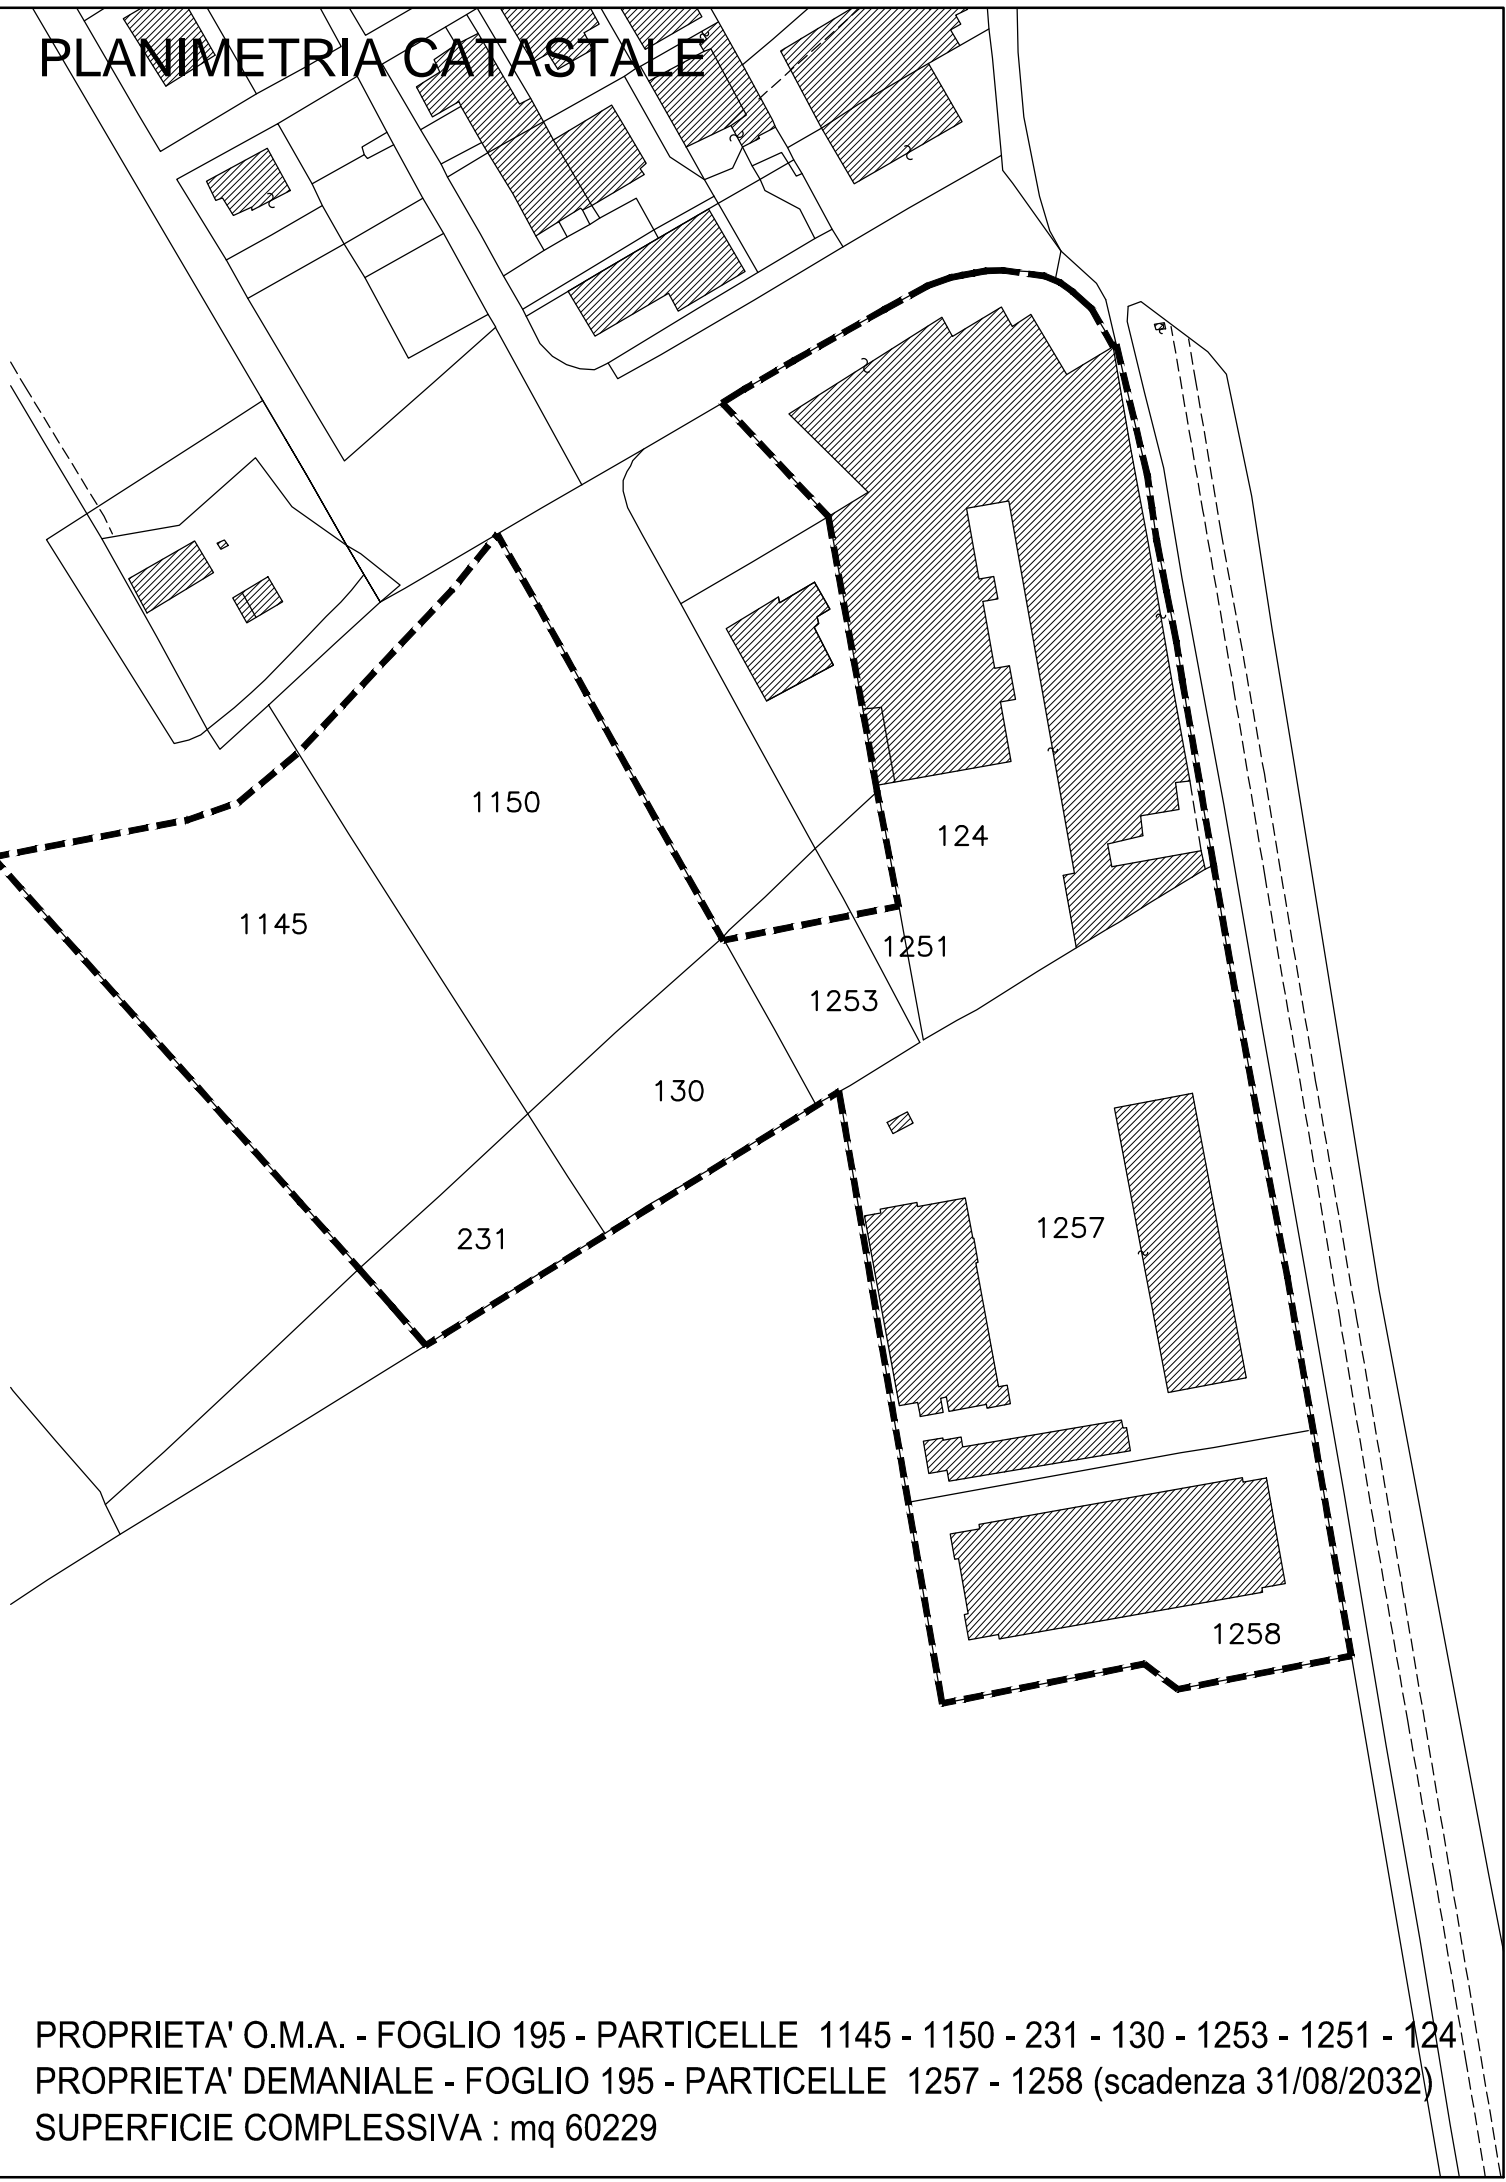 PLANIMETRIA CATASTALE
1150
124
1145
1251
1253
130
1257
231
1258
PROPRIETA' O.M.A. - FOGLIO 195 - PARTICELLE 1145 - 1150 - 231 - 130 - 1253 - 1251 - 124
PROPRIETA' DEMANIALE - FOGLIO 195 - PARTICELLE 1257 - 1258 (scadenza 31/08/2032)
SUPERFICIE COMPLESSIVA : mq 60229